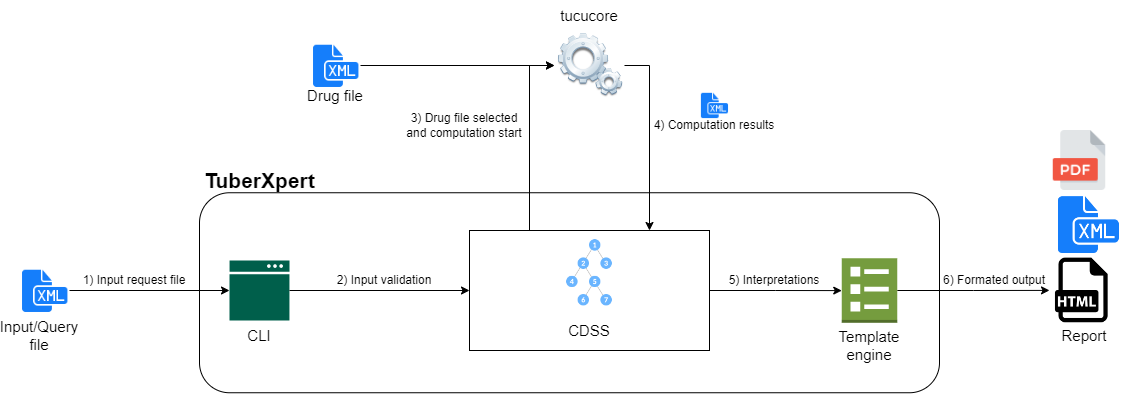 tucucore
XML
Drug file
3) Drug file selected
and computation start
XML
4) Computation results
PDF
TuberXpert
XML
XML
1) Input request file
2) Input validation
1
2
3
4
5
6
7
5) Interpretations
6) Formated output
HTML
Input/Query
file
CLI
CDSS
Template
engine
Report